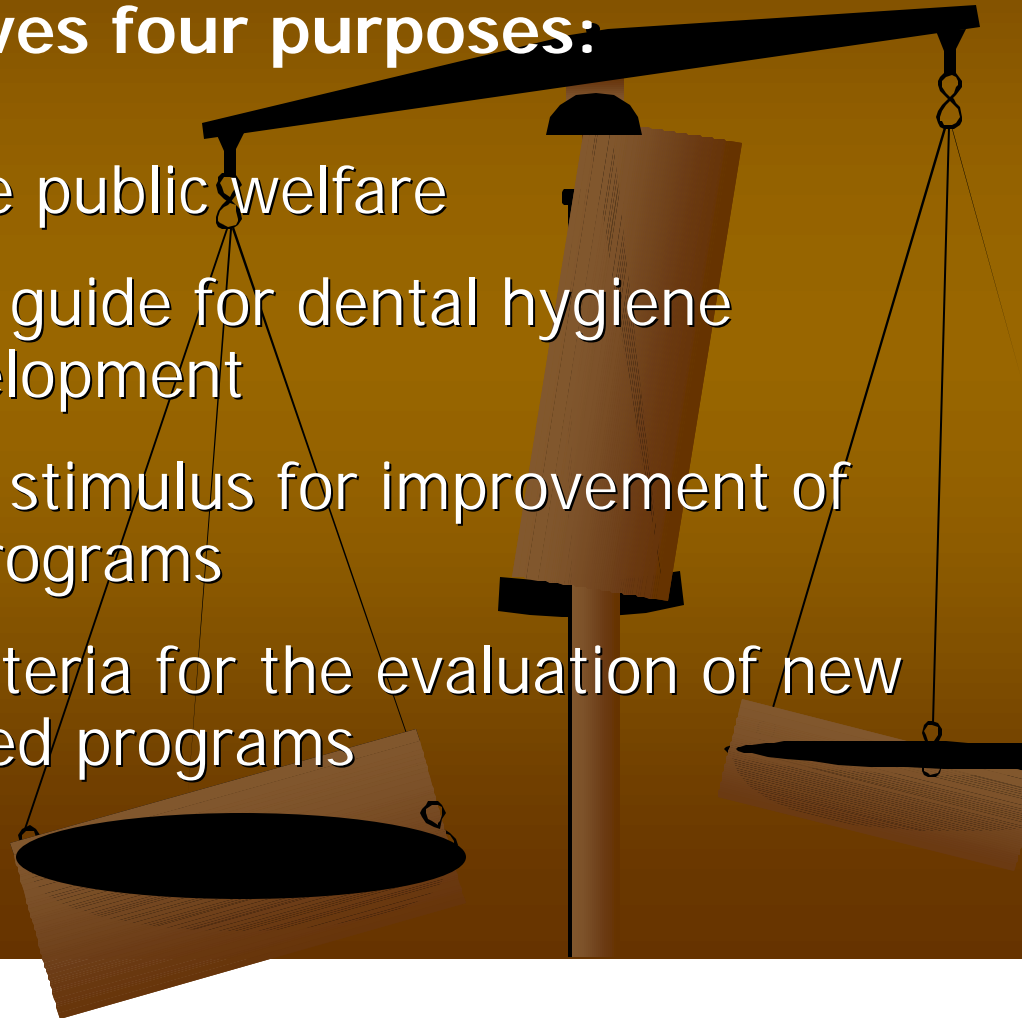 ves four purposes:
e public welfare
guide for dental hygiene
elopment
stimulus for improvement of
rograms
teria for the evaluation of new
ed programs